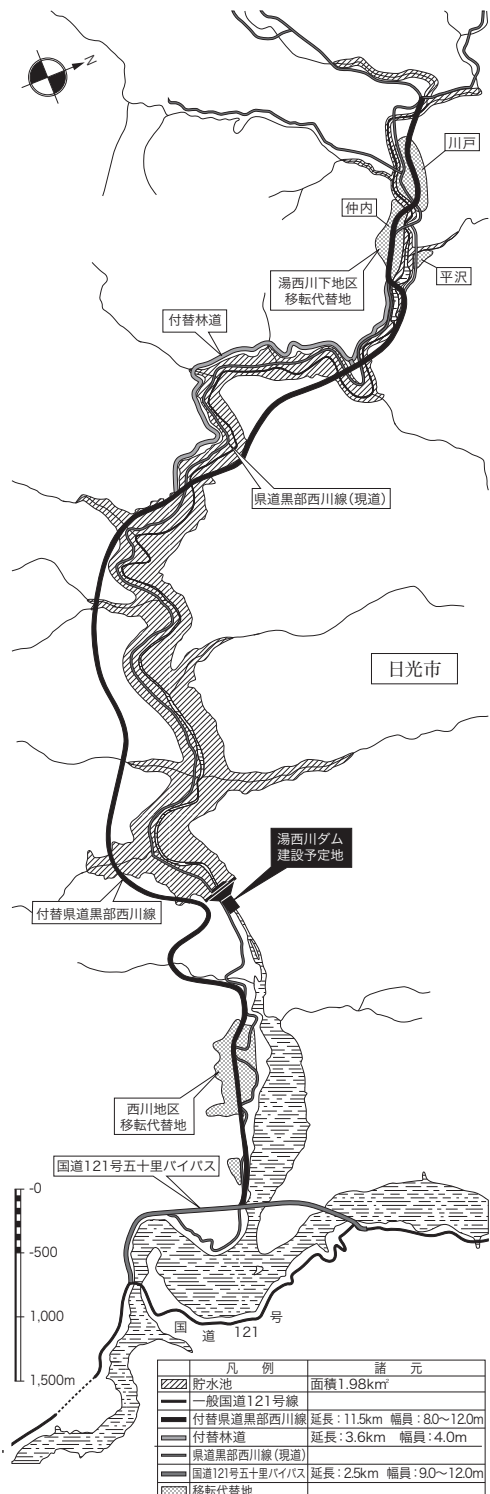 N
川戸
仲内
湯西川下地区
移転代替地
平沢
付替林道
県道黒部西川線(現道)
日光市
湯西川ダム
建設予定地
付替県道黒部西川線
西川地区
移転代替地
国道121号五十里バイパス
-0
-500
1,000
1,500m
国道121号
凡 例 諸 元
貯水池 面積1.98km²
一般国道121号線
付替県道黒部西川線 延長:11.5km 幅員:8.0〜12.0m
付替林道 延長:3.6km 幅員:4.0m
県道黒部西川線(現道)
国道121号五十里バイパス 延長:2.5km 幅員:9.0〜12.0m
移転代替地